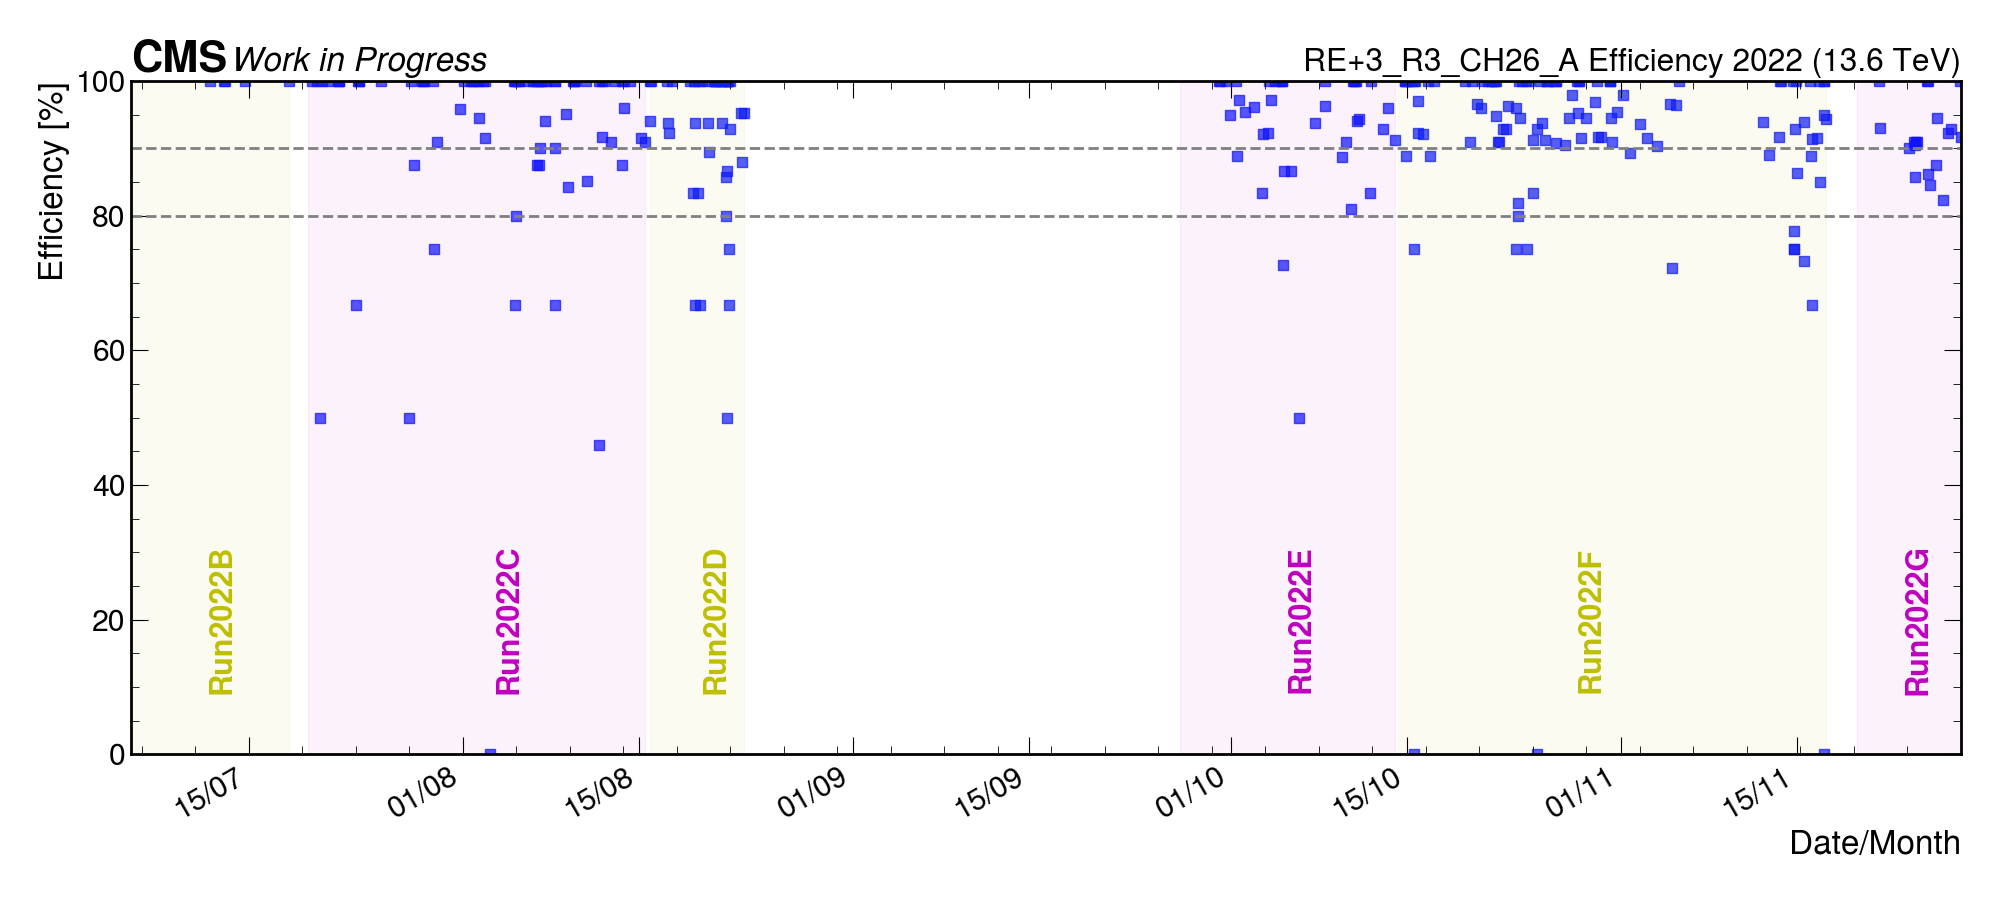 CMS Work in Progress
RE+3_R3_CH26_A Efficiency 2022 (13.6 TeV)
Efficiency [%]
100
80
60
40
20
0
Run2022B
Run2022C
Run2022D
Run2022E
Run2022F
Run2022G
15/07
01/08
15/08
01/09
15/09
01/10
15/10
01/11
15/11
Date/Month